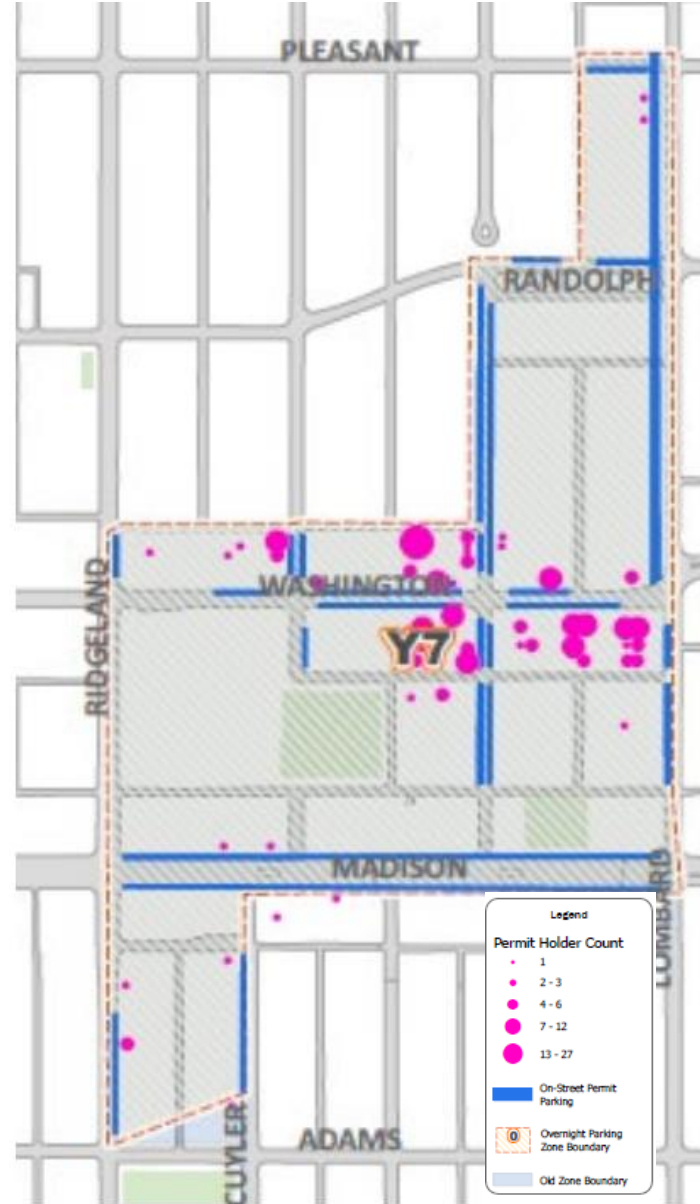 PLEASANT
RANDOLPH
RIDGELAND
WASHINGTON
Y7
MADISON
LOMBARD
CUYLER
ADAMS
Legend
Permit Holder Count
1
2 - 3
4 - 6
7 - 12
13 - 27
On-Street Permit
Parking
0
Overnight Parking
Zone Boundary
Old Zone Boundary